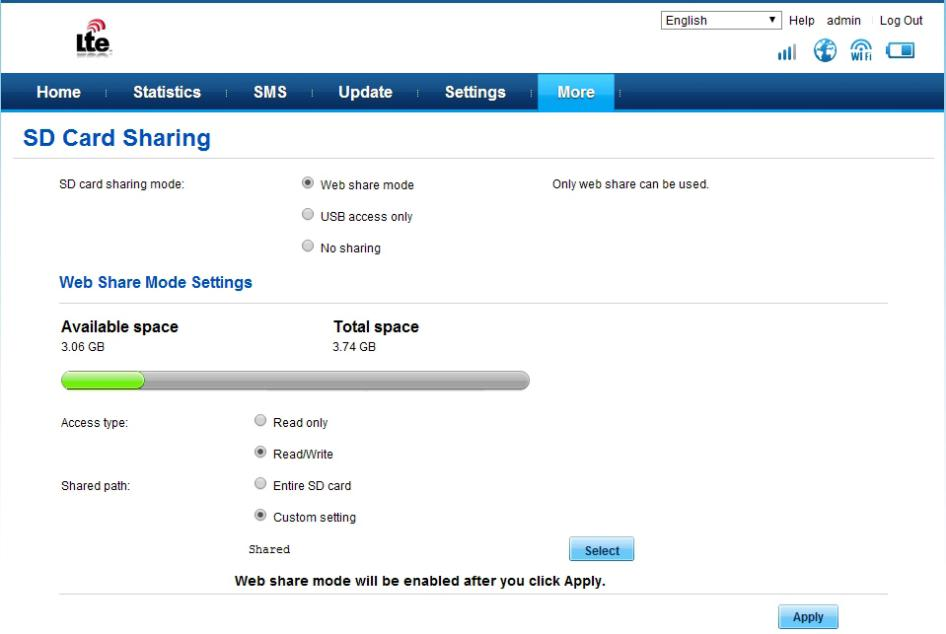 English Help admin Log Out
Lte
WiFi
Home Statistics SMS Update Settings More
SD Card Sharing
SD card sharing mode: Web share mode Only web share can be used.
USB access only
No sharing
Web Share Mode Settings
Available space Total space
3.06 GB 3.74 GB
Access type: Read only
Read/Write
Shared path: Entire SD card
Custom setting
Shared Select
Web share mode will be enabled after you click Apply.
Apply